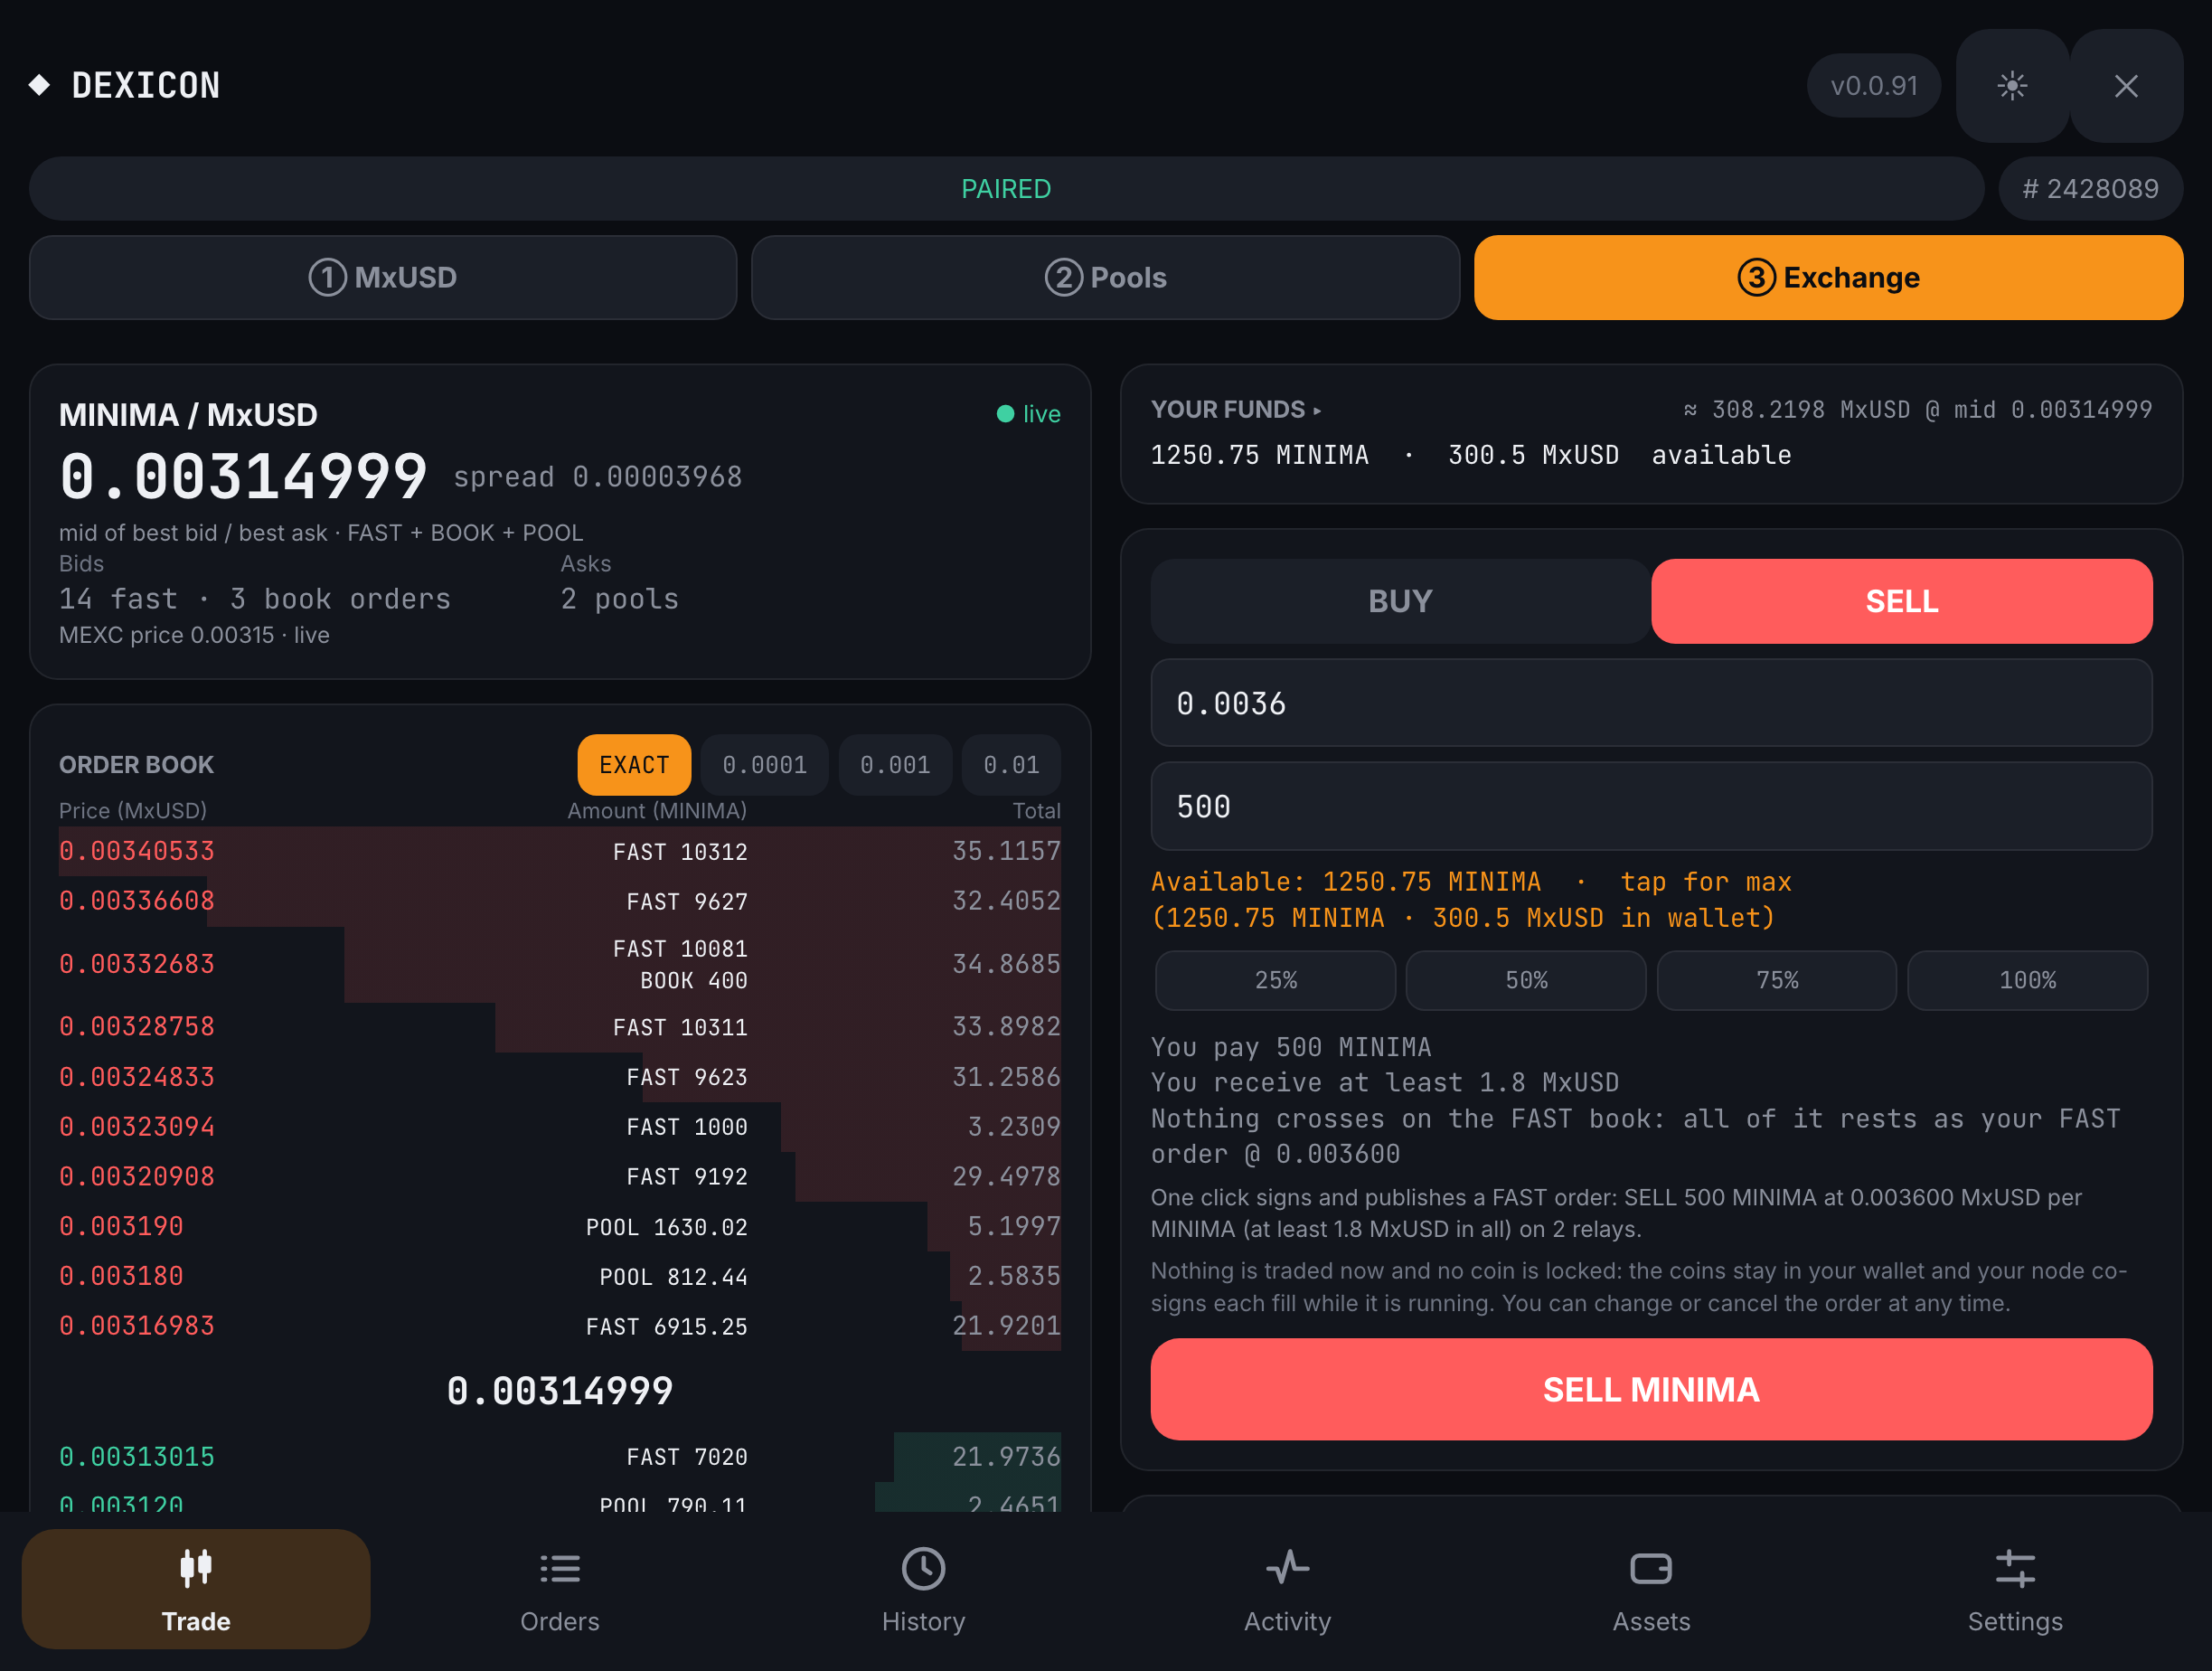 ◆ DEXICON
v0.0.91
PAIRED
# 2428089
① MxUSD
② Pools
③ Exchange
MINIMA / MxUSD
● live
0.00314999 spread 0.00003968
mid of best bid / best ask · FAST + BOOK + POOL
Bids Asks
14 fast · 3 book orders 2 pools
MEXC price 0.00315 · live
ORDER BOOK
EXACT 0.0001 0.001 0.01
Price (MxUSD) Amount (MINIMA) Total
0.00340533 FAST 10312 35.1157
0.00336608 FAST 9627 32.4052
0.00332683 FAST 10081 BOOK 400 34.8685
0.00328758 FAST 10311 33.8982
0.00324833 FAST 9623 31.2586
0.00323094 FAST 1000 3.2309
0.00320908 FAST 9192 29.4978
0.003190 POOL 1630.02 5.1997
0.003180 POOL 812.44 2.5835
0.00316983 FAST 6915.25 21.9201
0.00314999
0.00313015 FAST 7020 21.9736
0.003120 POOL 790.11 2.4651
YOUR FUNDS ▸ ≈ 308.2198 MxUSD @ mid 0.00314999
1250.75 MINIMA · 300.5 MxUSD available
BUY SELL
0.0036
500
Available: 1250.75 MINIMA · tap for max
(1250.75 MINIMA · 300.5 MxUSD in wallet)
25% 50% 75% 100%
You pay 500 MINIMA
You receive at least 1.8 MxUSD
Nothing crosses on the FAST book: all of it rests as your FAST
order @ 0.003600
One click signs and publishes a FAST order: SELL 500 MINIMA at 0.003600 MxUSD per
MINIMA (at least 1.8 MxUSD in all) on 2 relays.
Nothing is traded now and no coin is locked: the coins stay in your wallet and your node co-
signs each fill while it is running. You can change or cancel the order at any time.
SELL MINIMA
Trade Orders History Activity Assets Settings